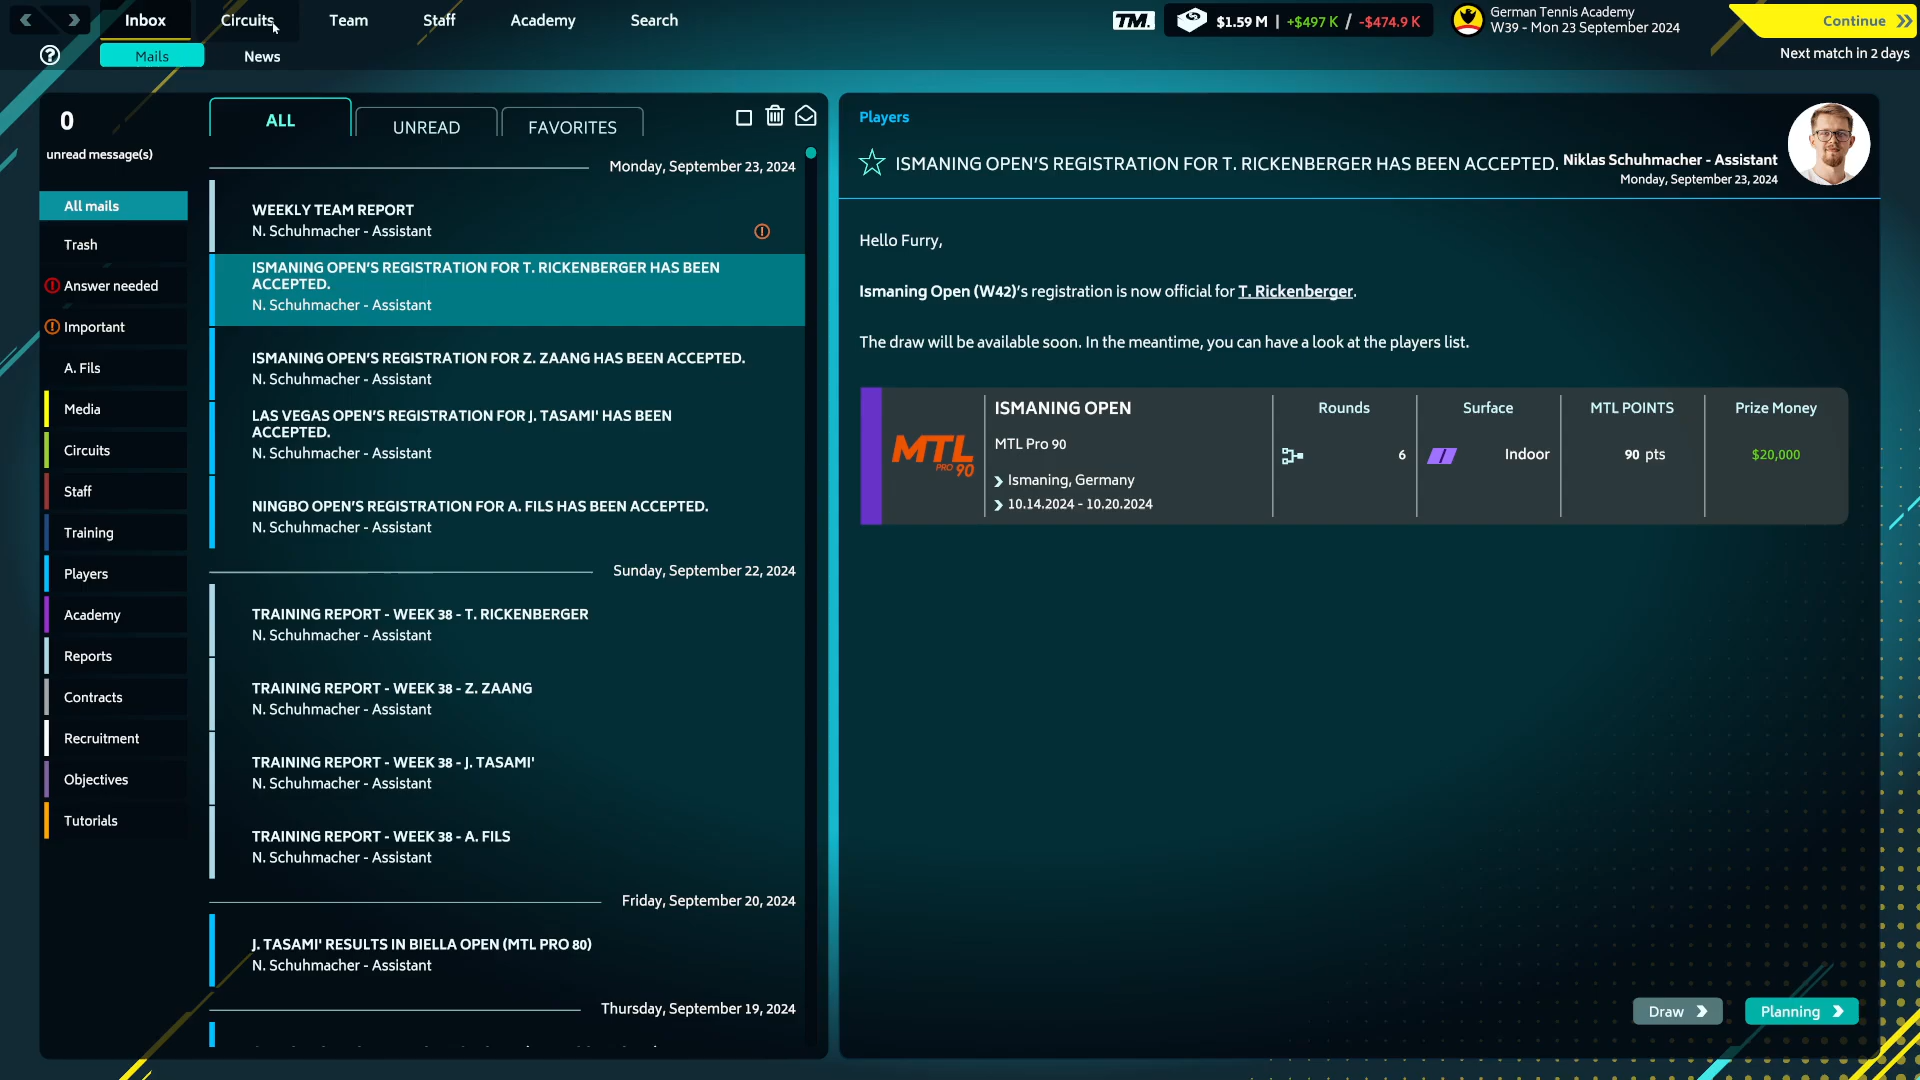 Inbox
Circuits
Team
Staff
Academy
Search
TM.
$1.59 M | +$497 K / -$474.9 K
German Tennis Academy
W39 - Mon 23 September 2024
Continue
Mails
News
Next match in 2 days
0
unread message(s)
All mails
Trash
Answer needed
Important
A. Fils
Media
Circuits
Staff
Training
Players
Academy
Reports
Contracts
Recruitment
Objectives
Tutorials
ALL
UNREAD
FAVORITES
Monday, September 23, 2024
WEEKLY TEAM REPORT
N. Schuhmacher - Assistant
ISMANING OPEN'S REGISTRATION FOR T. RICKENBERGER HAS BEEN
ACCEPTED.
N. Schuhmacher - Assistant
ISMANING OPEN'S REGISTRATION FOR Z. ZAANG HAS BEEN ACCEPTED.
N. Schuhmacher - Assistant
LAS VEGAS OPEN'S REGISTRATION FOR J. TASAMI' HAS BEEN
ACCEPTED.
N. Schuhmacher - Assistant
NINGBO OPEN'S REGISTRATION FOR A. FILS HAS BEEN ACCEPTED.
N. Schuhmacher - Assistant
Sunday, September 22, 2024
TRAINING REPORT - WEEK 38 - T. RICKENBERGER
N. Schuhmacher - Assistant
TRAINING REPORT - WEEK 38 - Z. ZAANG
N. Schuhmacher - Assistant
TRAINING REPORT - WEEK 38 - J. TASAMI'
N. Schuhmacher - Assistant
TRAINING REPORT - WEEK 38 - A. FILS
N. Schuhmacher - Assistant
Friday, September 20, 2024
J. TASAMI' RESULTS IN BIELLA OPEN (MTL PRO 80)
N. Schuhmacher - Assistant
Thursday, September 19, 2024
Players
ISMANING OPEN'S REGISTRATION FOR T. RICKENBERGER HAS BEEN ACCEPTED.
Niklas Schuhmacher - Assistant
Monday, September 23, 2024
Hello Furry,
Ismaning Open (W42)'s registration is now official for T. Rickenberger.
The draw will be available soon. In the meantime, you can have a look at the players list.
MTL
PRO 90
ISMANING OPEN
MTL Pro 90
Ismaning, Germany
10.14.2024 - 10.20.2024
Rounds
6
Surface
Indoor
MTL POINTS
90 pts
Prize Money
$20,000
Draw
Planning